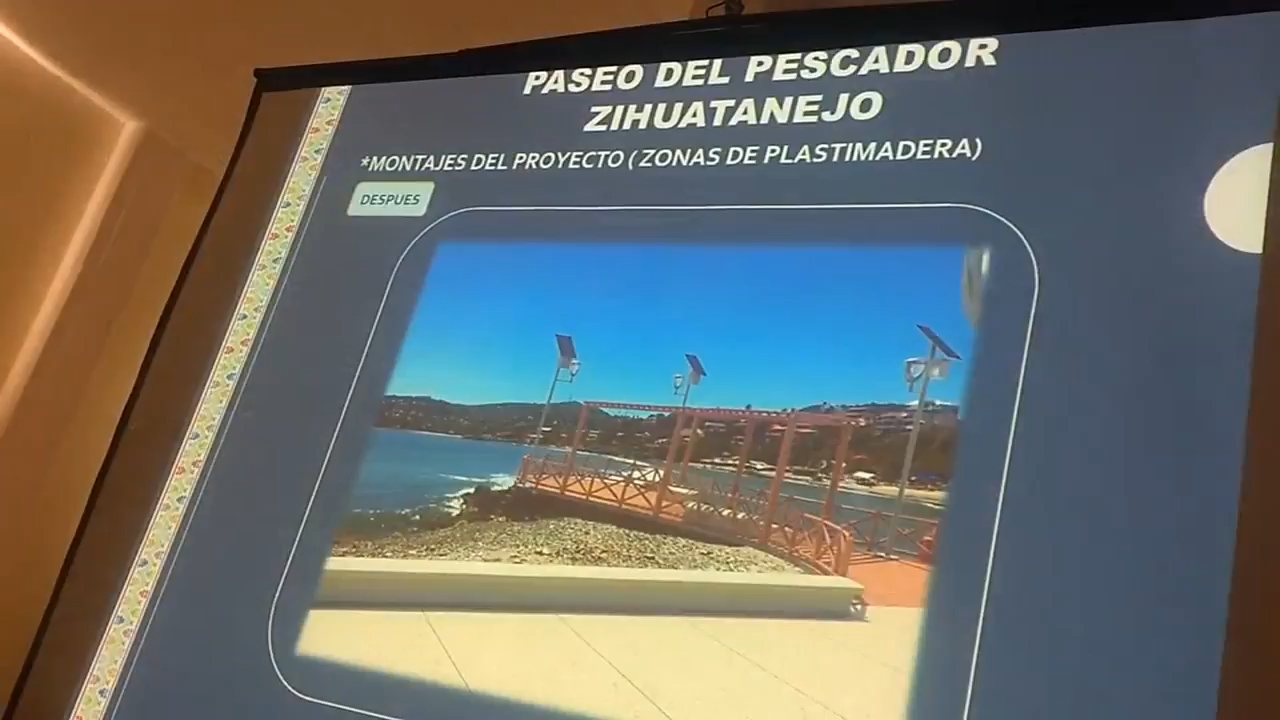 PASEO DEL PESCADOR
ZIHUATANEJO
*MONTAJES DEL PROYECTO ( ZONAS DE PLASTIMADERA)
DESPUES